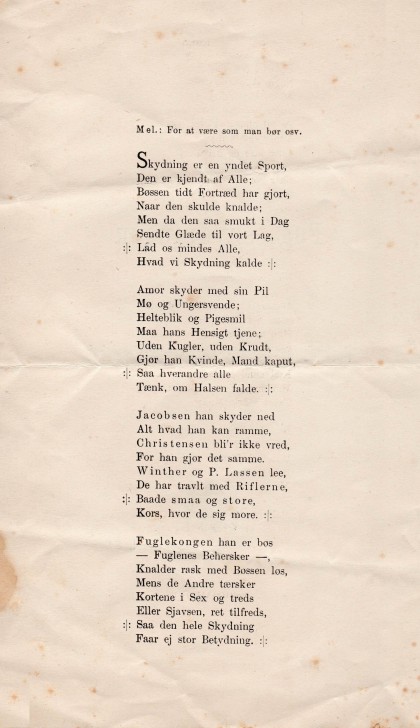 Mel.: For at være som man bør osv.
Skydning er en yndet Sport,
Den er kjendt af Alle;
Bøssen tidt Fortræd har gjort,
Naar den skulde knalde;
Men da den saa smukt i Dag
Sendte Glæde til vort Lag,
:|: Lad os mindes Alle,
Hvad vi Skydning kalde :|:
Amor skyder med sin Pil
Mø og Ungersvende;
Helteblik og Pigesmil
Maa hans Hensigt tjene;
Uden Kugler, uden Krudt,
Gjør han Kvinde, Mand kaput,
:|: Saa hverandre alle
Tænk, om Halsen falde. :|:
Jacobsen han skyder ned
Alt hvad han kan ramme,
Christensen bli'r ikke vred,
For han gjør det samme.
Winther og P. Lassen lee,
De har travlt med Riflerne,
:|: Baade smaa og store,
Kors, hvor de sig more. :|:
Fuglekongen han er bøs
— Fuglenes Behersker —,
Knalder rask med Bøssen løs,
Mens de Andre tærsker
Kortene i Sex og treds
Eller Sjavsen, ret tilfreds,
:|: Saa den hele Skydning
Faar ej stor Betydning. :|: